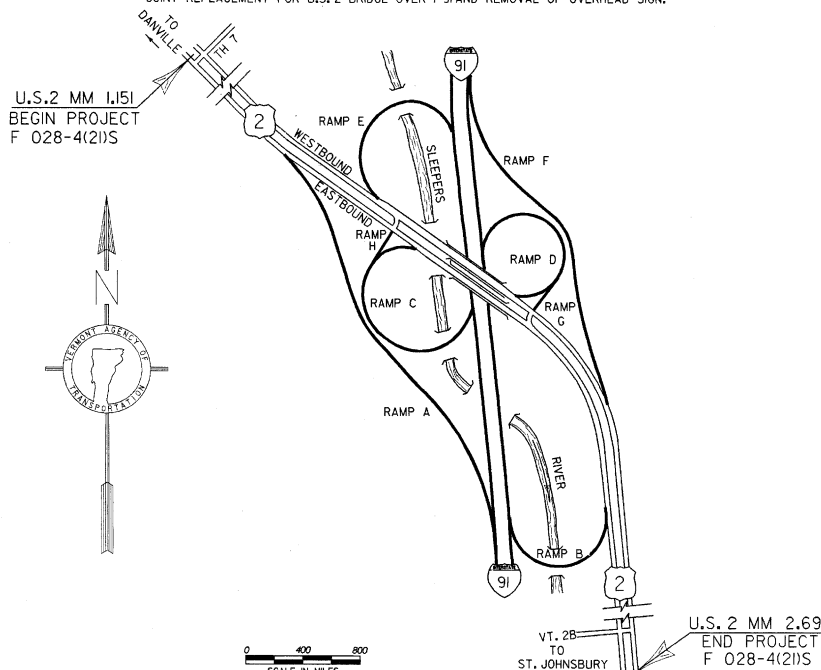 JOINT REPLACEMENT FOR U.S. 2 BRIDGE OVER I-91 AND REMOVAL OF OVERHEAD SIGN.
TO
DANVILLE
TH 7
91
U.S.2 MM 1.151
BEGIN PROJECT
F 028-4(21)S
2
RAMP E
WESTBOUND
EASTBOUND
SLEEPERS
RAMP F
RAMP
H
RAMP D
RAMP C
RAMP
G
N
VERMONT AGENCY OF
TRANSPORTATION
RAMP A
RIVER
RAMP B
91
2
U.S. 2 MM 2.69
END PROJECT
F 028-4(21)S
VT. 2B
TO
ST. JOHNSBURY
0 400 800
SCALE IN MILES